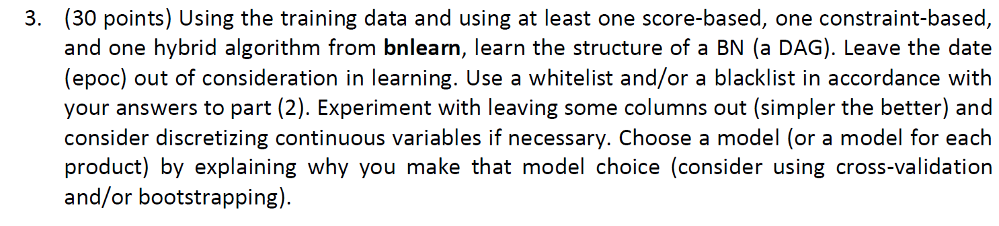 3. (30 points) Using the training data and using at least one score-based, one constraint-based,
and one hybrid algorithm from bnlearn, learn the structure of a BN (a DAG). Leave the date
(epoc) out of consideration in learning. Use a whitelist and/or a blacklist in accordance with
your answers to part (2). Experiment with leaving some columns out (simpler the better) and
consider discretizing continuous variables if necessary. Choose a model (or a model for each
product) by explaining why you make that model choice (consider using cross-validation
and/or bootstrapping).